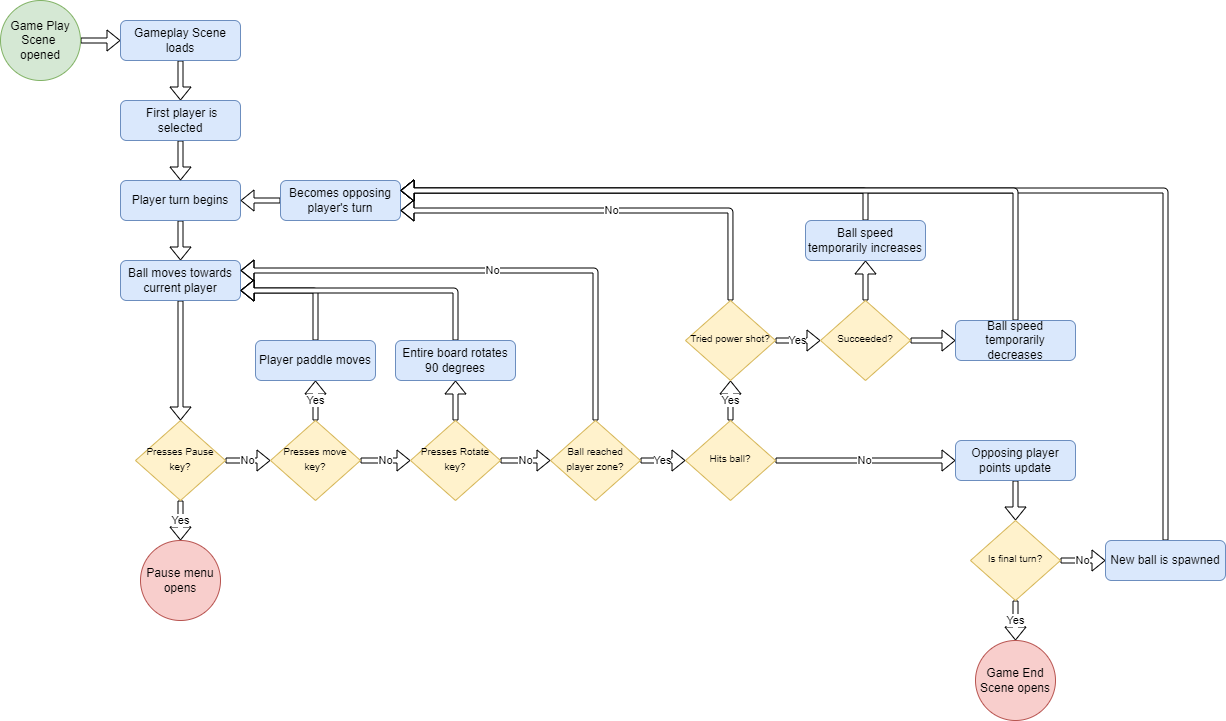 Game Play
Scene
opened
Gameplay Scene
loads
First player is
selected
Player turn begins
Becomes opposing
player's turn
No
Ball speed
temporarily increases
Ball moves towards
current player
No
Tried power shot?
Yes
Succeeded?
Ball speed
temporarily
decreases
Player paddle moves
Entire board rotates
90 degrees
Yes
Yes
Presses Pause
key?
No
Presses move
key?
No
Presses Rotate
key?
No
Ball reached
player zone?
Yes
Hits ball?
No
Opposing player
points update
Yes
Pause menu
opens
Is final turn?
No
New ball is spawned
Yes
Game End
Scene opens